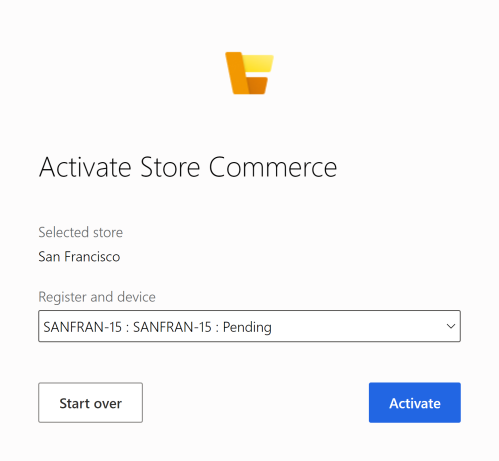 Activate Store Commerce
Selected store
San Francisco
Register and device
SANFRAN-15 : SANFRAN-15 : Pending
Start over
Activate